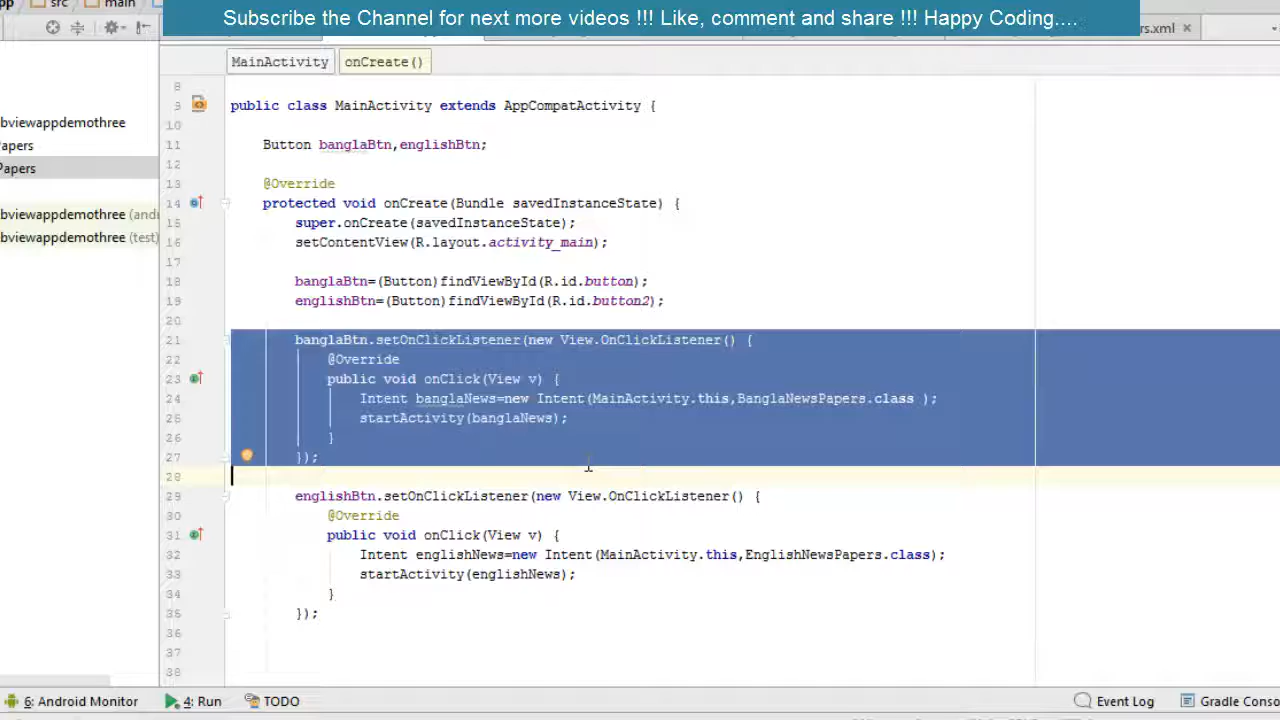 Subscribe the Channel for next more videos !!! Like, comment and share !!! Happy Coding....
src main
rs.xml
MainActivity onCreate()
bviewappdemothree
Papers
Papers
bviewappdemothree (andr
bviewappdemothree (test)
8
9 public class MainActivity extends AppCompatActivity {
10
11 Button banglaBtn,englishBtn;
12
13 @Override
14 protected void onCreate(Bundle savedInstanceState) {
15 super.onCreate(savedInstanceState);
16 setContentView(R.layout.activity_main);
17
18 banglaBtn=(Button)findViewById(R.id.button);
19 englishBtn=(Button)findViewById(R.id.button2);
20
21 banglaBtn.setOnClickListener(new View.OnClickListener() {
22 @Override
23 public void onClick(View v) {
24 Intent banglaNews=new Intent(MainActivity.this,BanglaNewsPapers.class );
25 startActivity(banglaNews);
26 }
27 });
28
29 englishBtn.setOnClickListener(new View.OnClickListener() {
30 @Override
31 public void onClick(View v) {
32 Intent englishNews=new Intent(MainActivity.this,EnglishNewsPapers.class);
33 startActivity(englishNews);
34 }
35 });
36
37
38
6: Android Monitor 4: Run TODO Event Log Gradle Conso